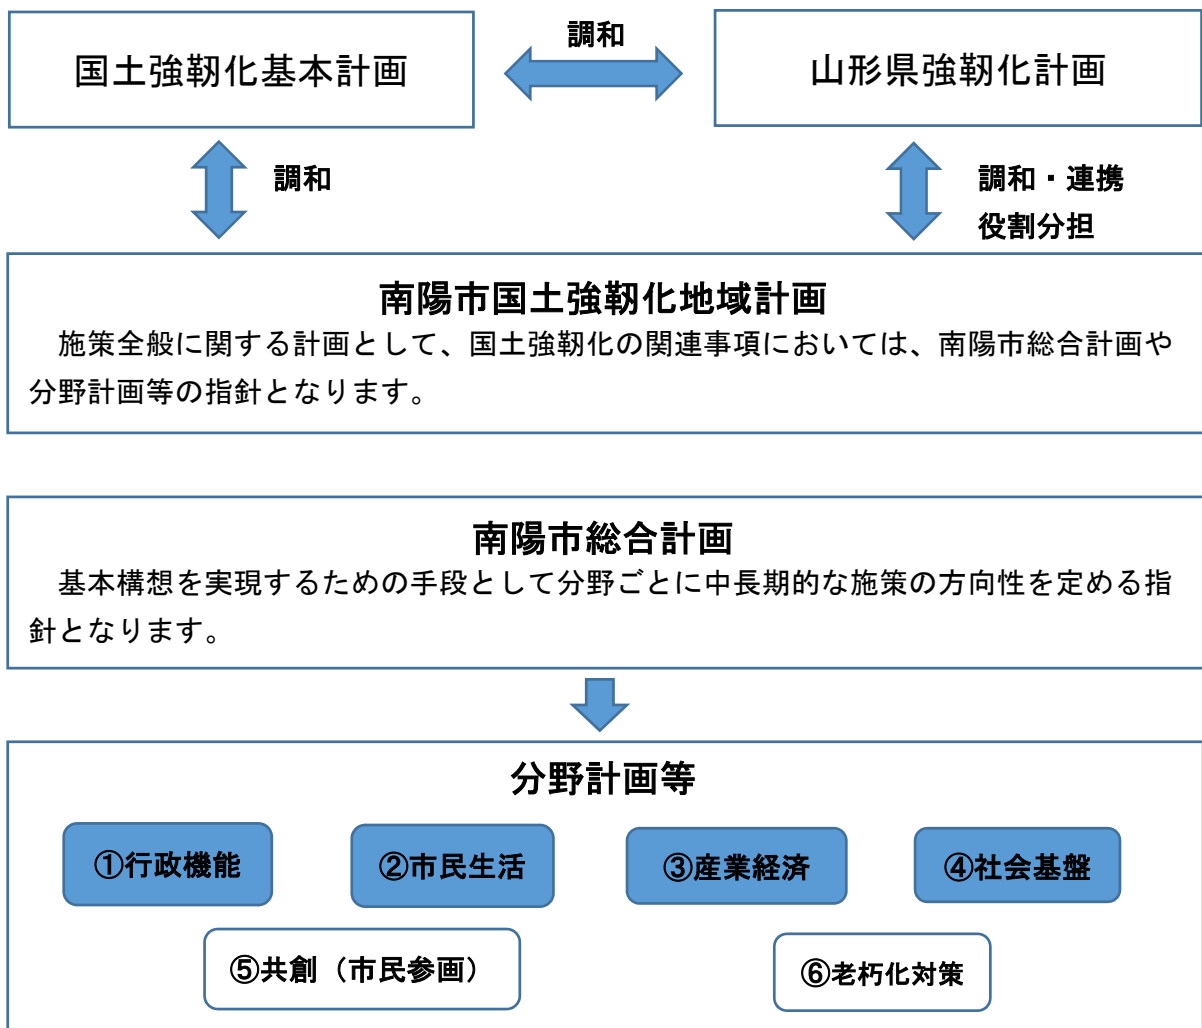 調和
国土強靭化基本計画
山形県強靭化計画
調和
調和・連携
役割分担
南陽市国土強靭化地域計画
施策全般に関する計画として、国土強靭化の関連事項においては、南陽市総合計画や
分野計画等の指針となります。
南陽市総合計画
基本構想を実現するための手段として分野ごとに中長期的な施策の方向性を定める指
針となります。
分野計画等
①行政機能
②市民生活
③産業経済
④社会基盤
⑤共創（市民参画）
⑥老朽化対策